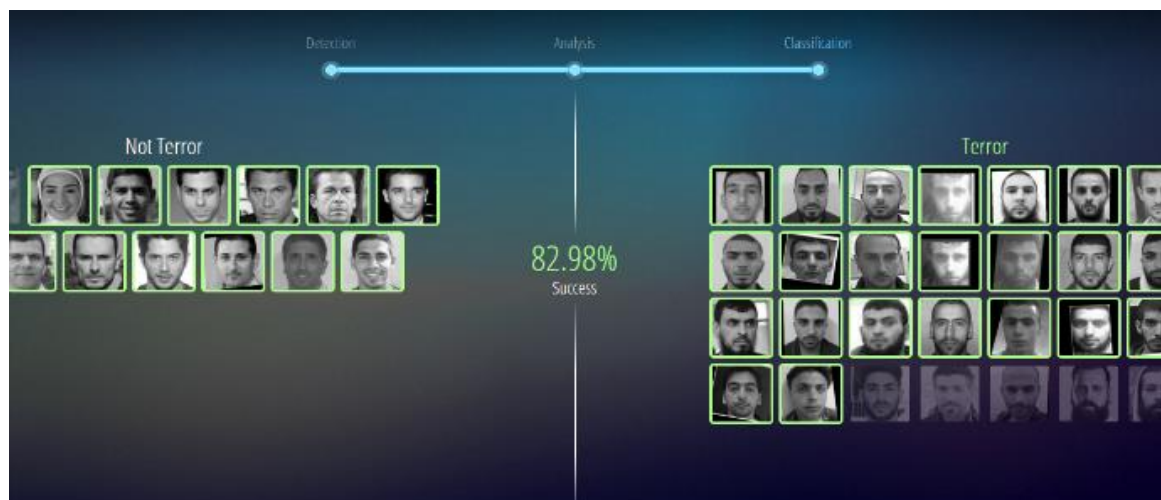 Detection
Analysis
Classification
Not Terror
Terror
82.98%
Success